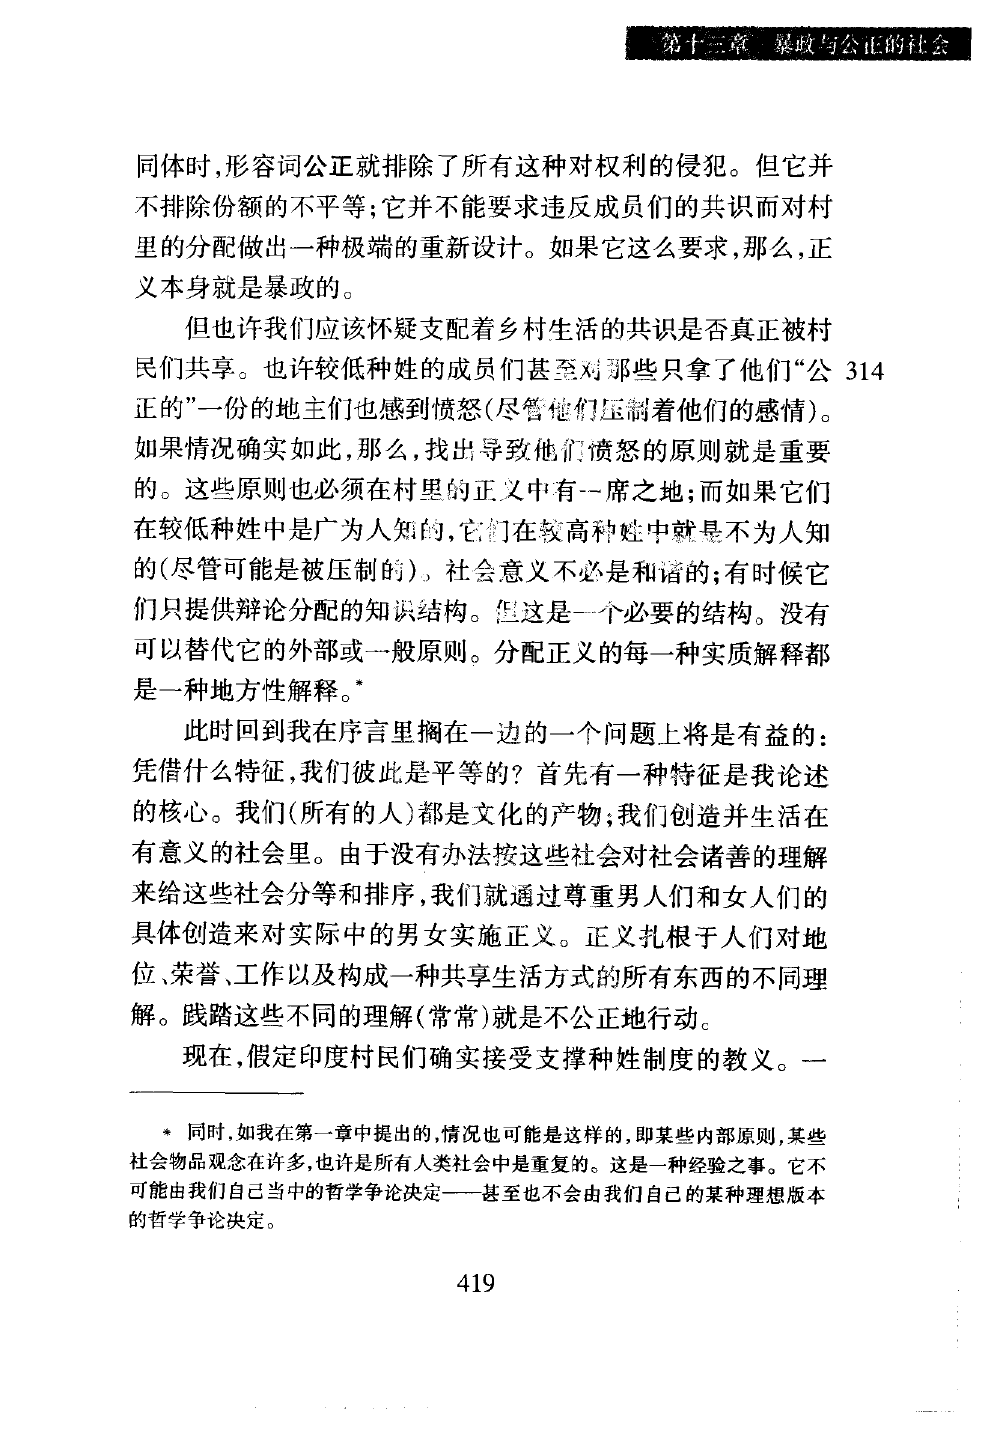 第十三章 暴政与公正的社会
同体时,形容词公正就排除了所有这种对权利的侵犯。但它并
不排除份额的不平等;它并不能要求违反成员们的共识而对村
里的分配做出一种极端的重新设计。如果它这么要求,那么,正
义本身就是暴政的。
但也许我们应该怀疑支配着乡村生活的共识是否真正被村
民们共享。也许较低种姓的成员们甚至对那些只拿了他们“公 314
正的”一份的地主们也感到愤怒(尽管他们压制着他们的感情)。
如果情况确实如此,那么,找出导致他们愤怒的原则就是重要
的。这些原则也必须在村里的正义中有一席之地;而如果它们
在较低种姓中是广为人知的,它们在较高种姓中就是不为人知
的(尽管可能是被压制的)。社会意义不必是和谐的;有时候它
们只提供辩论分配的知识结构。但这是一个必要的结构。没有
可以替代它的外部或一般原则。分配正义的每一种实质解释都
是一种地方性解释。*
此时回到我在序言里搁在一边的一个问题上将是有益的:
凭借什么特征,我们彼此是平等的? 首先有一种特征是我论述
的核心。我们(所有的人)都是文化的产物;我们创造并生活在
有意义的社会里。由于没有办法按这些社会对社会诸善的理解
来给这些社会分等和排序,我们就通过尊重男人们和女人们的
具体创造来对实际中的男女实施正义。正义扎根于人们对地
位、荣誉、工作以及构成一种共享生活方式的所有东西的不同理
解。践踏这些不同的理解(常常)就是不公正地行动。
现在,假定印度村民们确实接受支撑种姓制度的教义。一
* 同时,如我在第一章中提出的,情况也可能是这样的,即某些内部原则,某些
社会物品观念在许多,也许是所有人类社会中是重复的。这是一种经验之事。它不
可能由我们自己当中的哲学争论决定——甚至也不会由我们自己的某种理想版本
的哲学争论决定。
419